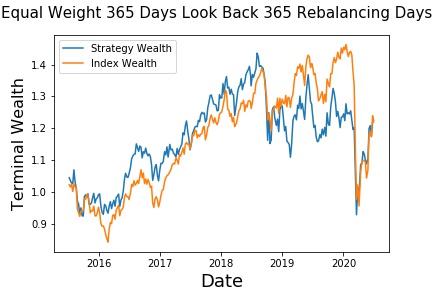 Equal Weight 365 Days Look Back 365 Rebalancing Days
Strategy Wealth
Index Wealth
Terminal Wealth
1.4
1.3
1.2
1.1
1.0
0.9
2016 2017 2018 2019 2020
Date